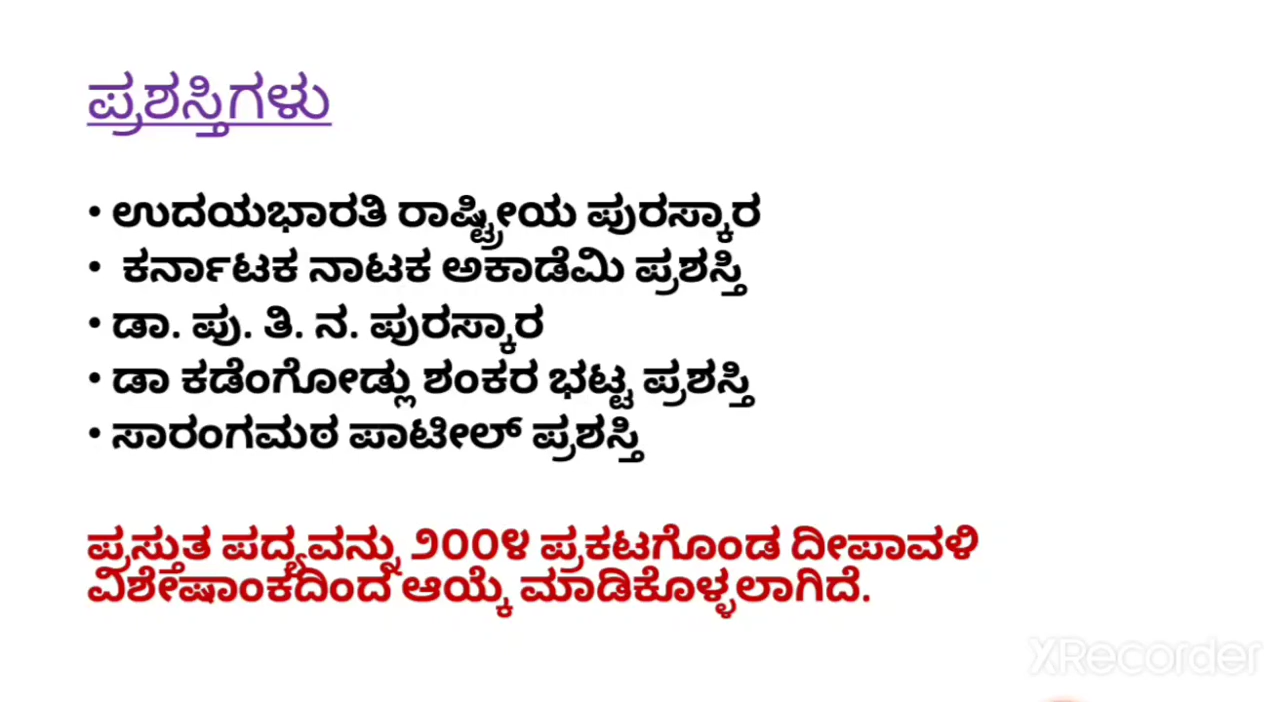 ಪ್ರಶಸ್ತಿಗಳು
• ಉದಯಭಾರತಿ ರಾಷ್ಟ್ರೀಯ ಪುರಸ್ಕಾರ
• ಕರ್ನಾಟಕ ನಾಟಕ ಅಕಾಡೆಮಿ ಪ್ರಶಸ್ತಿ
• ಡಾ. ಪು. ತಿ. ನ. ಪುರಸ್ಕಾರ
• ಡಾ ಕಡೆಂಗೋಡ್ಲು ಶಂಕರ ಭಟ್ಟ ಪ್ರಶಸ್ತಿ
• ಸಾರಂಗಮಠ ಪಾಟೀಲ್ ಪ್ರಶಸ್ತಿ
ಪ್ರಸ್ತುತ ಪದ್ಯವನ್ನು ೨೦೦೪ ಪ್ರಕಟಗೊಂಡ ದೀಪಾವಳಿ
ವಿಶೇಷಾಂಕದಿಂದ ಆಯ್ಕೆ ಮಾಡಿಕೊಳ್ಳಲಾಗಿದೆ.
XRecorder